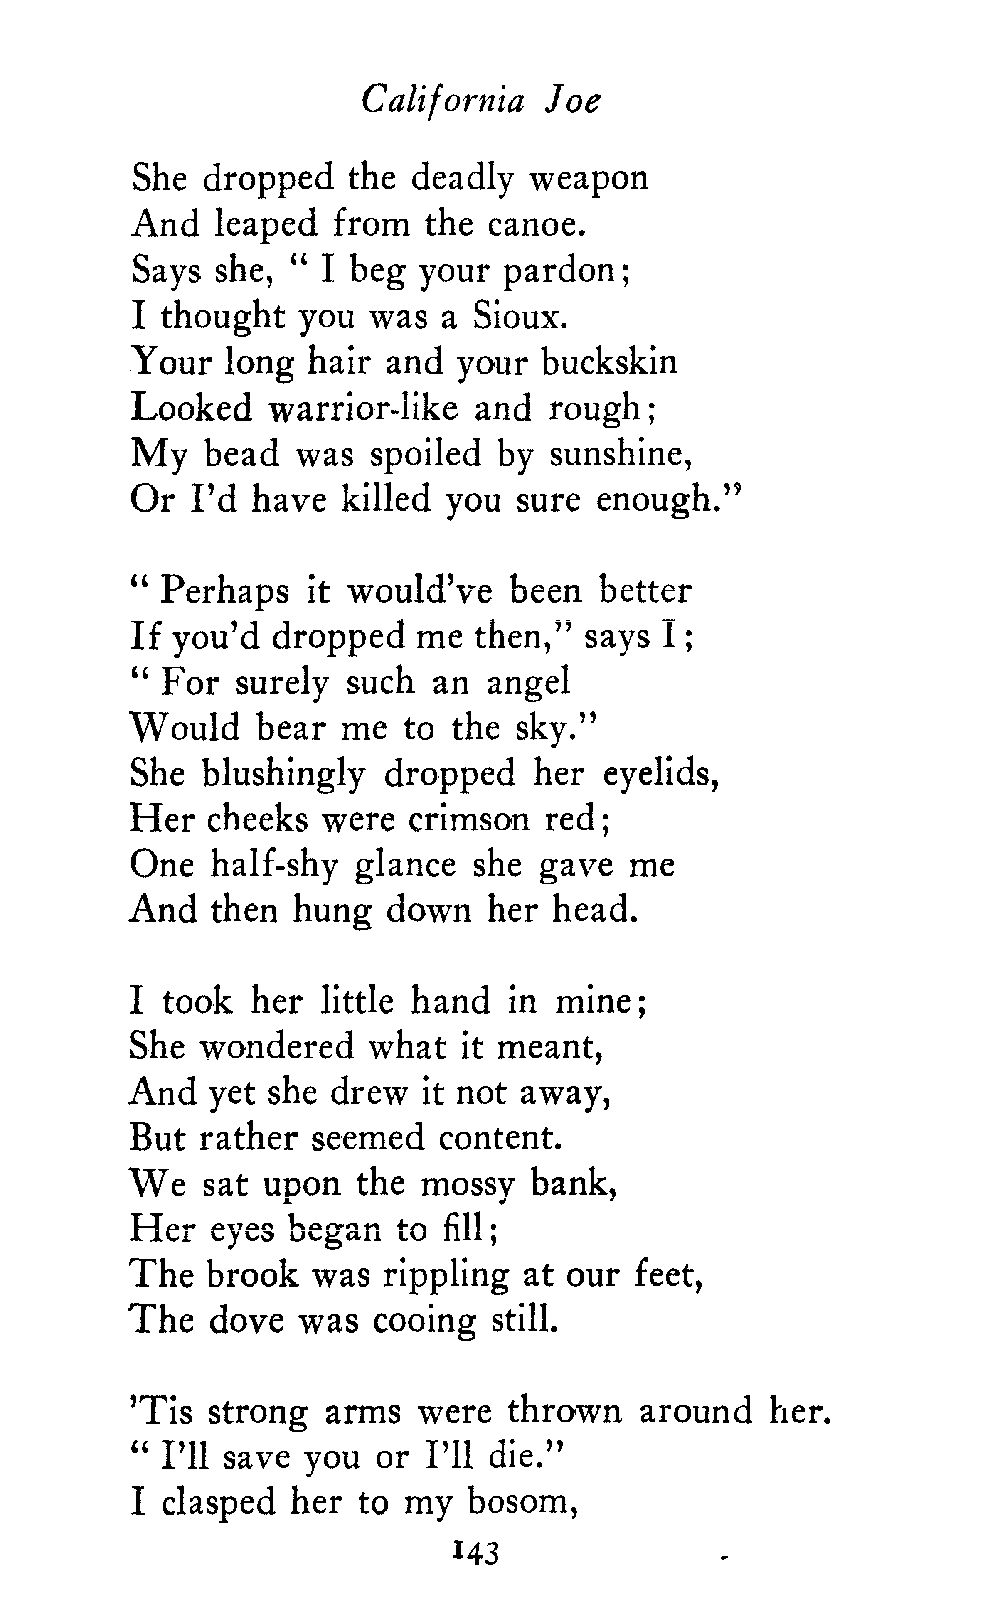 California Joe
She dropped the deadly weapon
And leaped from the canoe.
Says she, “ I beg your pardon;
I thought you was a Sioux.
Your long hair and your buckskin
Looked warrior-like and rough;
My bead was spoiled by sunshine,
Or I’d have killed you sure enough.”
“ Perhaps it would’ve been better
If you’d dropped me then,” says I;
“ For surely such an angel
Would bear me to the sky.”
She blushingly dropped her eyelids,
Her cheeks were crimson red;
One half-shy glance she gave me
And then hung down her head.
I took her little hand in mine;
She wondered what it meant,
And yet she drew it not away,
But rather seemed content.
We sat upon the mossy bank,
Her eyes began to fill;
The brook was rippling at our feet,
The dove was cooing still.
’Tis strong arms were thrown around her.
“ I’ll save you or I’ll die.”
I clasped her to my bosom,
143